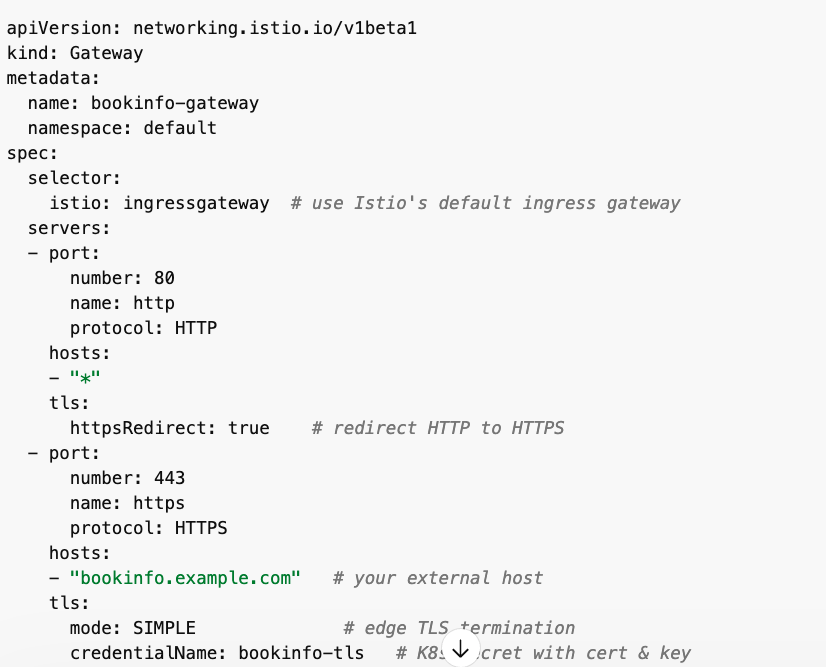 apiVersion: networking.istio.io/v1beta1
kind: Gateway
metadata:
  name: bookinfo-gateway
  namespace: default
spec:
  selector:
    istio: ingressgateway  # use Istio's default ingress gateway
  servers:
  - port:
      number: 80
      name: http
      protocol: HTTP
    hosts:
    - "*"
    tls:
      httpsRedirect: true    # redirect HTTP to HTTPS
  - port:
      number: 443
      name: https
      protocol: HTTPS
    hosts:
    - "bookinfo.example.com"   # your external host
    tls:
      mode: SIMPLE              # edge TLS termination
      credentialName: bookinfo-tls   # with cert & key